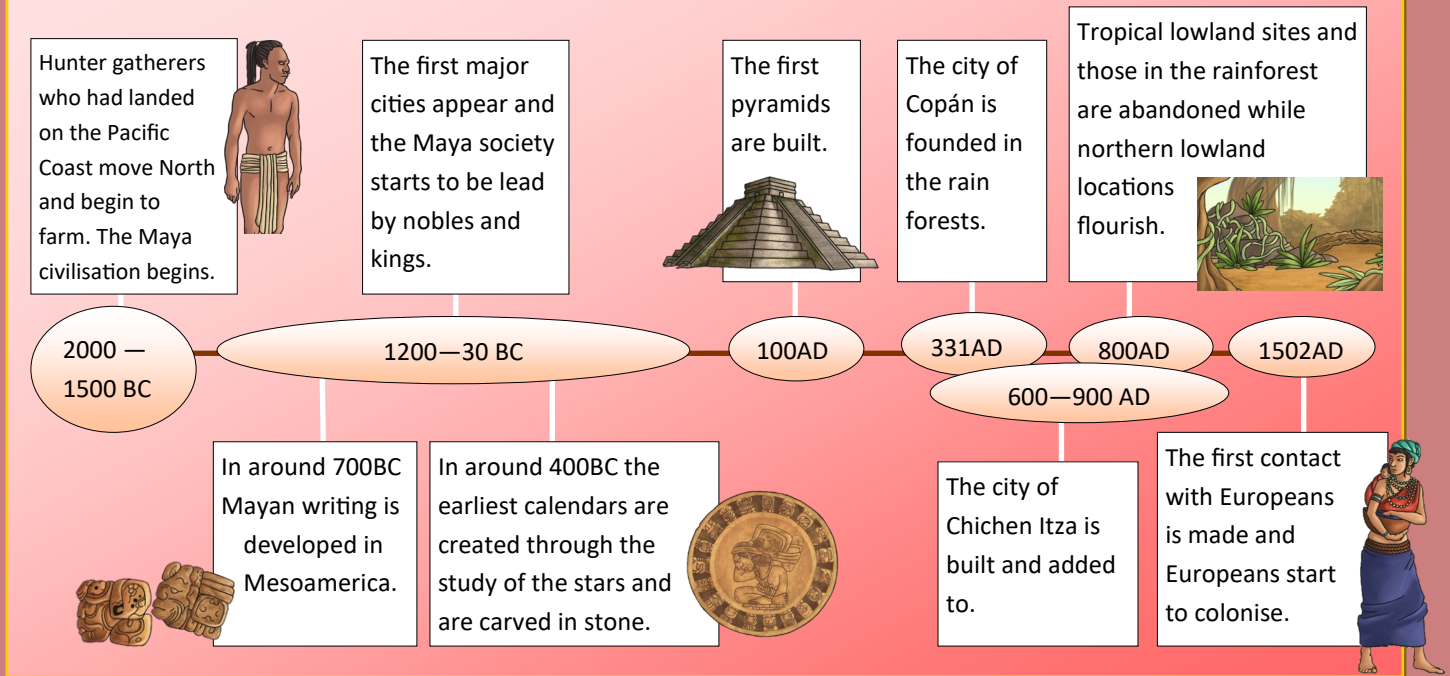 Hunter gatherers
who had landed
on the Pacific
Coast move North
and begin to
farm. The Maya
civilisation begins.
The first major
cities appear and
the Maya society
starts to be lead
by nobles and
kings.
The first
pyramids
are built.
The city of
Copán is
founded in
the rain
forests.
Tropical lowland sites and
those in the rainforest
are abandoned while
northern lowland
locations
flourish.
2000 —
1500 BC
1200—30 BC
100AD
331AD
800AD
1502AD
600—900 AD
In around 700BC
Mayan writing is
developed in
Mesoamerica.
In around 400BC the
earliest calendars are
created through the
study of the stars and
are carved in stone.
The city of
Chichen Itza is
built and added
to.
The first contact
with Europeans
is made and
Europeans start
to colonise.